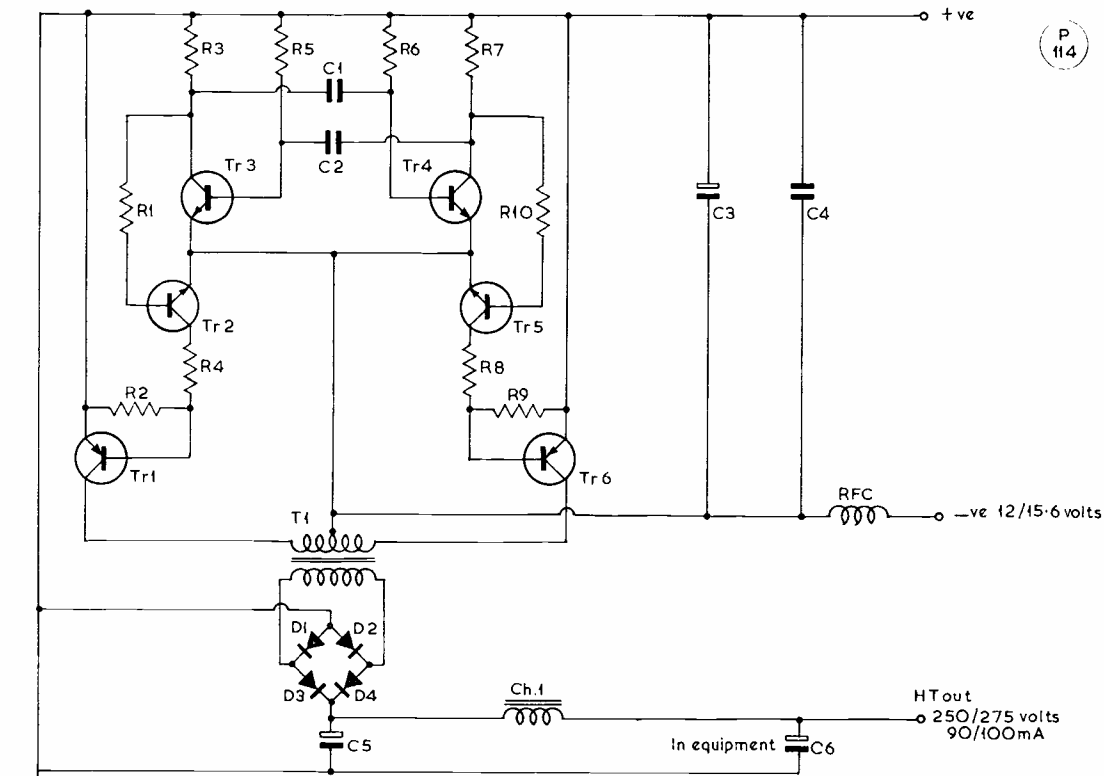 +ve
P
114
R3
R5
R6
R7
C1
C2
Tr3
Tr4
R1
R10
C3
C4
Tr2
Tr5
R4
R8
R2
R9
Tr1
Tr6
RFC
T1
—ve 12/15·6 volts
D1
D2
D3
D4
Ch.1
HT out
250/275 volts
90/100mA
C5
In equipment
C6